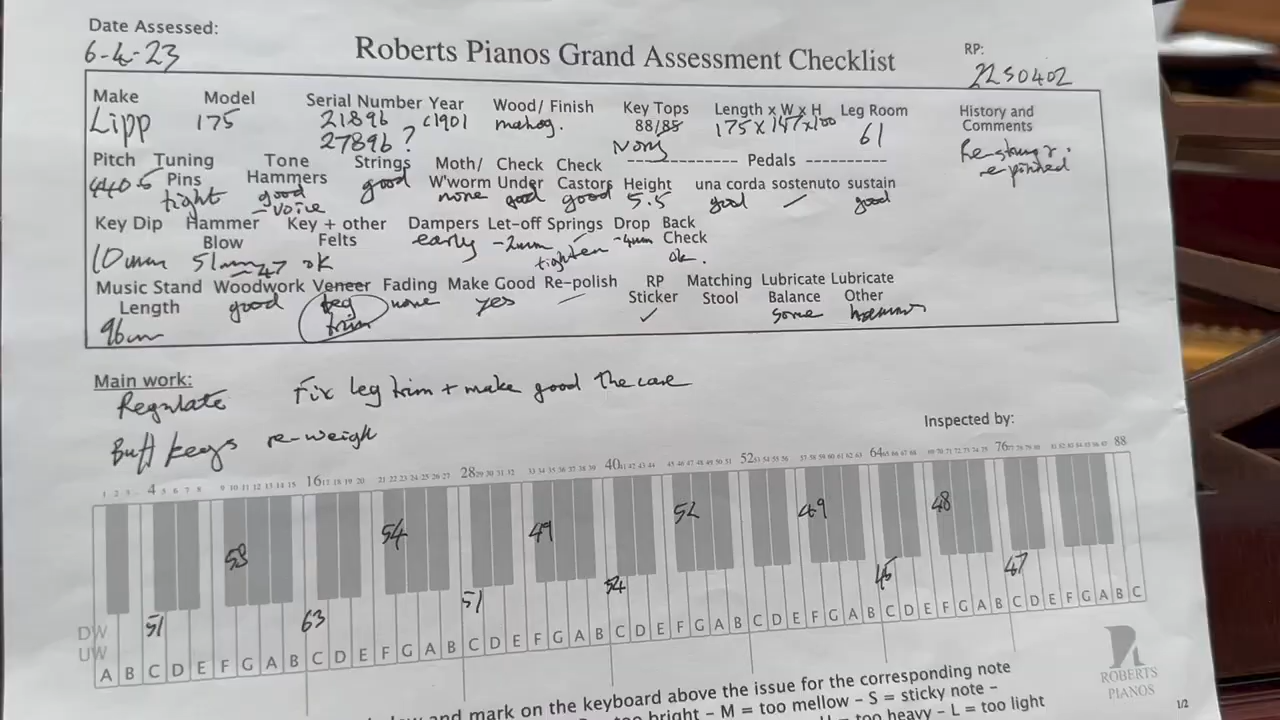 Date Assessed:
6-4-23
Roberts Pianos Grand Assessment Checklist
RP:
2250402
Make Model Serial Number Year Wood/ Finish Key Tops Length x W x H Leg Room History and Comments
Lipp 175 21896 c1901 mahog. 88/85 175 x 147 x 100 61
27896 ?
Re-strung &
re pinned
Pitch Tuning Pins Tone Hammers Strings Moth/ W'worm Check Under Check Castors ------------- Pedals ----------
Height una corda sostenuto sustain
tight good - voice good none good good 5.5 good — good
Key Dip Hammer Blow Key + other Felts Dampers Let-off Springs Drop Back Check
10mm 51mm 47 ok early -2mm tighten -4mm ok.
Music Stand Length Woodwork Veneer Fading Make Good Re-polish RP Sticker Matching Stool Lubricate Balance Lubricate Other
96cm good leg trim none yes — ✓ some hammers
Main work:
Regulate Fix leg trim + make good the case
Buff keys re-weigh
Inspected by:
1 2 3 4 5 6 7 8 9 10 11 12 13 14 15 16 17 18 19 20 21 22 23 24 25 26 27 28 29 30 31 32 33 34 35 36 37 38 39 40 41 42 43 44 45 46 47 48 49 50 51 52 53 54 55 56 57 58 59 60 61 62 63 64 65 66 67 68 69 70 71 72 73 74 75 76 77 78 79 80 81 82 83 84 85 86 87 88
58 54 49 52 49 48
51 63 51 54 45 47
DW
UW
A B C D E F G A B C D E F G A B C D E F G A B C D E F G A B C D E F G A B C D E F G A B C D E F G A B C
and mark on the keyboard above the issue for the corresponding note
too bright - M = too mellow - S = sticky note -
too heavy - L = too light
ROBERTS
PIANOS
1/2